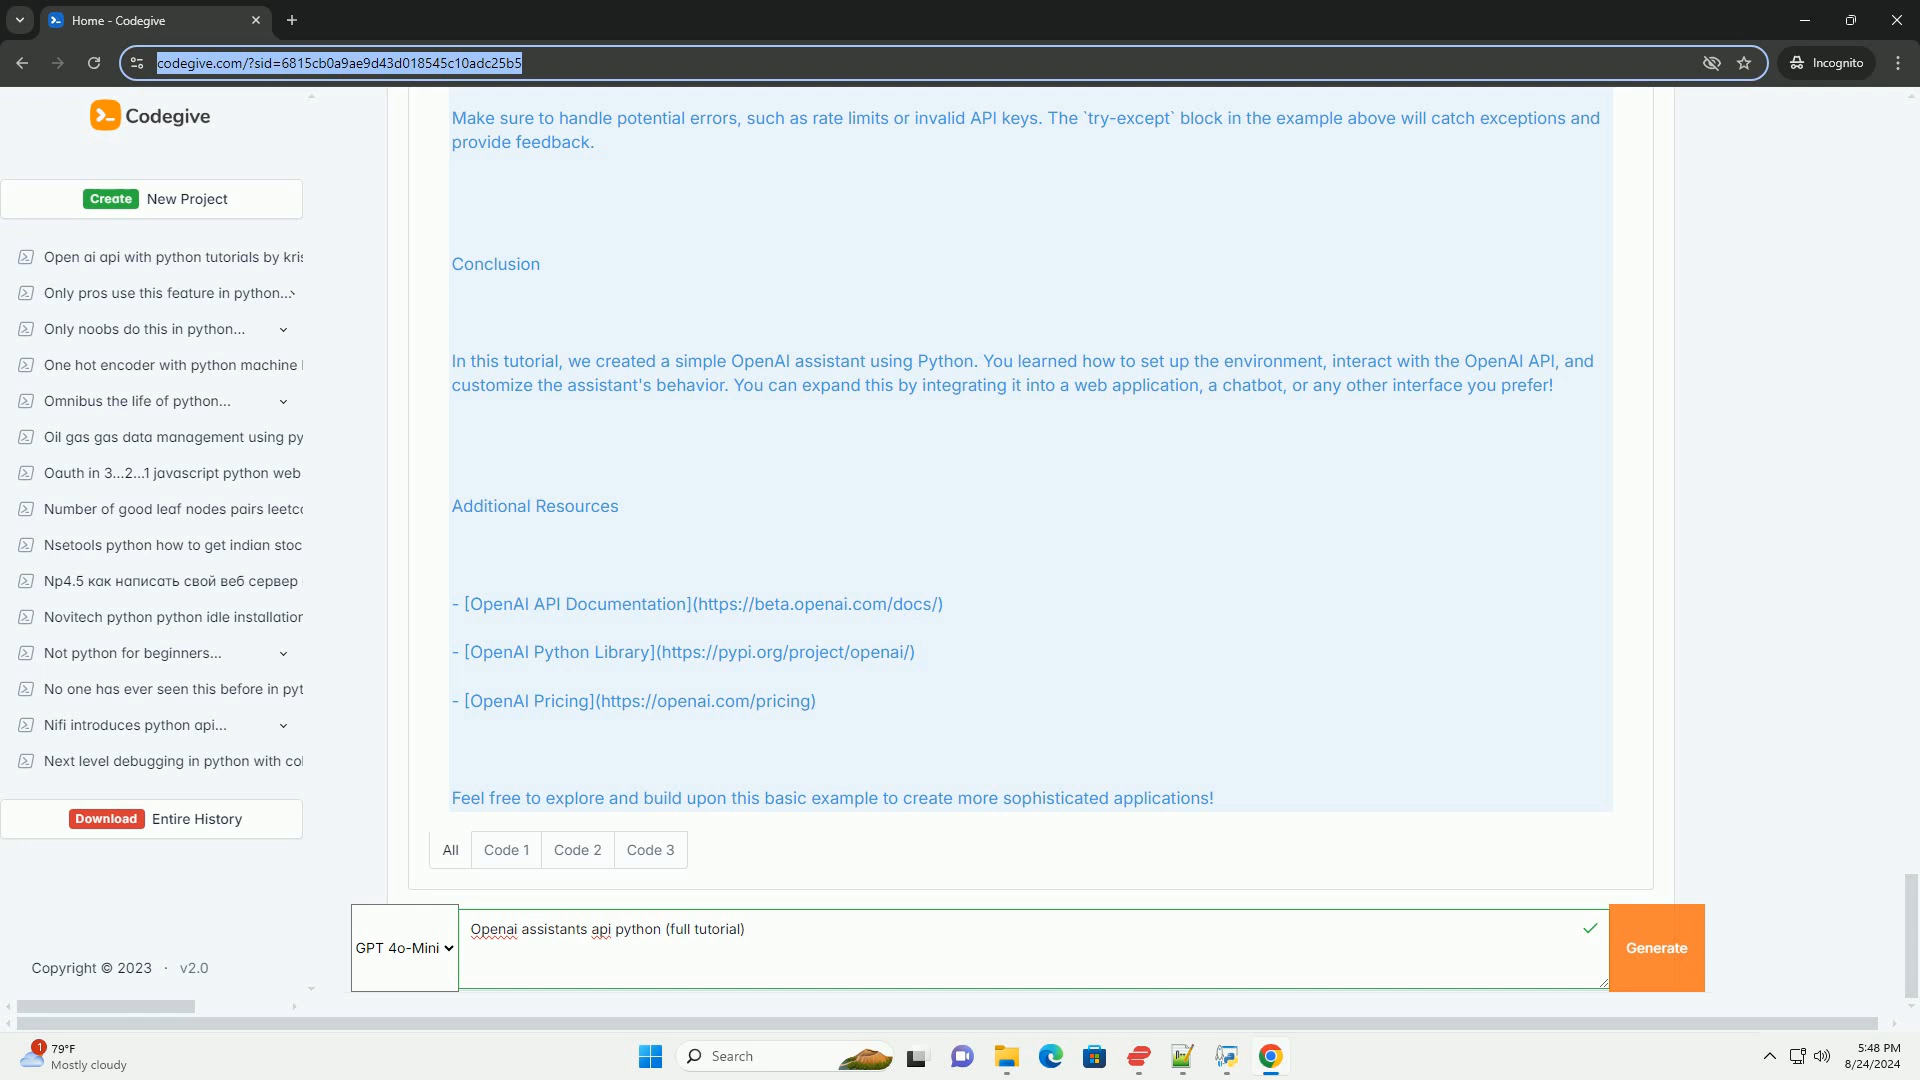 Home - Codegive
codegive.com/?sid=6815cb0a9ae9d43d018545c10adc25b5
Incognito
Codegive
Create New Project
Open ai api with python tutorials by kris
Only pros use this feature in python...
Only noobs do this in python...
One hot encoder with python machine l
Omnibus the life of python...
Oil gas gas data management using py
Oauth in 3...2...1 javascript python web
Number of good leaf nodes pairs leetco
Nsetools python how to get indian stoc
Np4.5 как написать свой веб сервер
Novitech python python idle installation
Not python for beginners...
No one has ever seen this before in pyt
Nifi introduces python api...
Next level debugging in python with col
Download Entire History
Copyright © 2023 · v2.0
Make sure to handle potential errors, such as rate limits or invalid API keys. The `try-except` block in the example above will catch exceptions and
provide feedback.
Conclusion
In this tutorial, we created a simple OpenAI assistant using Python. You learned how to set up the environment, interact with the OpenAI API, and
customize the assistant's behavior. You can expand this by integrating it into a web application, a chatbot, or any other interface you prefer!
Additional Resources
- [OpenAI API Documentation](https://beta.openai.com/docs/)
- [OpenAI Python Library](https://pypi.org/project/openai/)
- [OpenAI Pricing](https://openai.com/pricing)
Feel free to explore and build upon this basic example to create more sophisticated applications!
All Code 1 Code 2 Code 3
GPT 4o-Mini
Openai assistants api python (full tutorial)
Generate
1
79°F
Mostly cloudy
Search
5:48 PM
8/24/2024